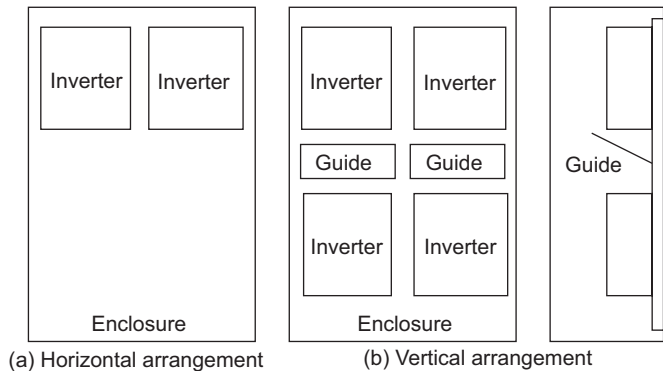 Inverter
Inverter
Enclosure
(a) Horizontal arrangement
Inverter
Inverter
Guide
Guide
Inverter
Inverter
Enclosure
Guide
(b) Vertical arrangement